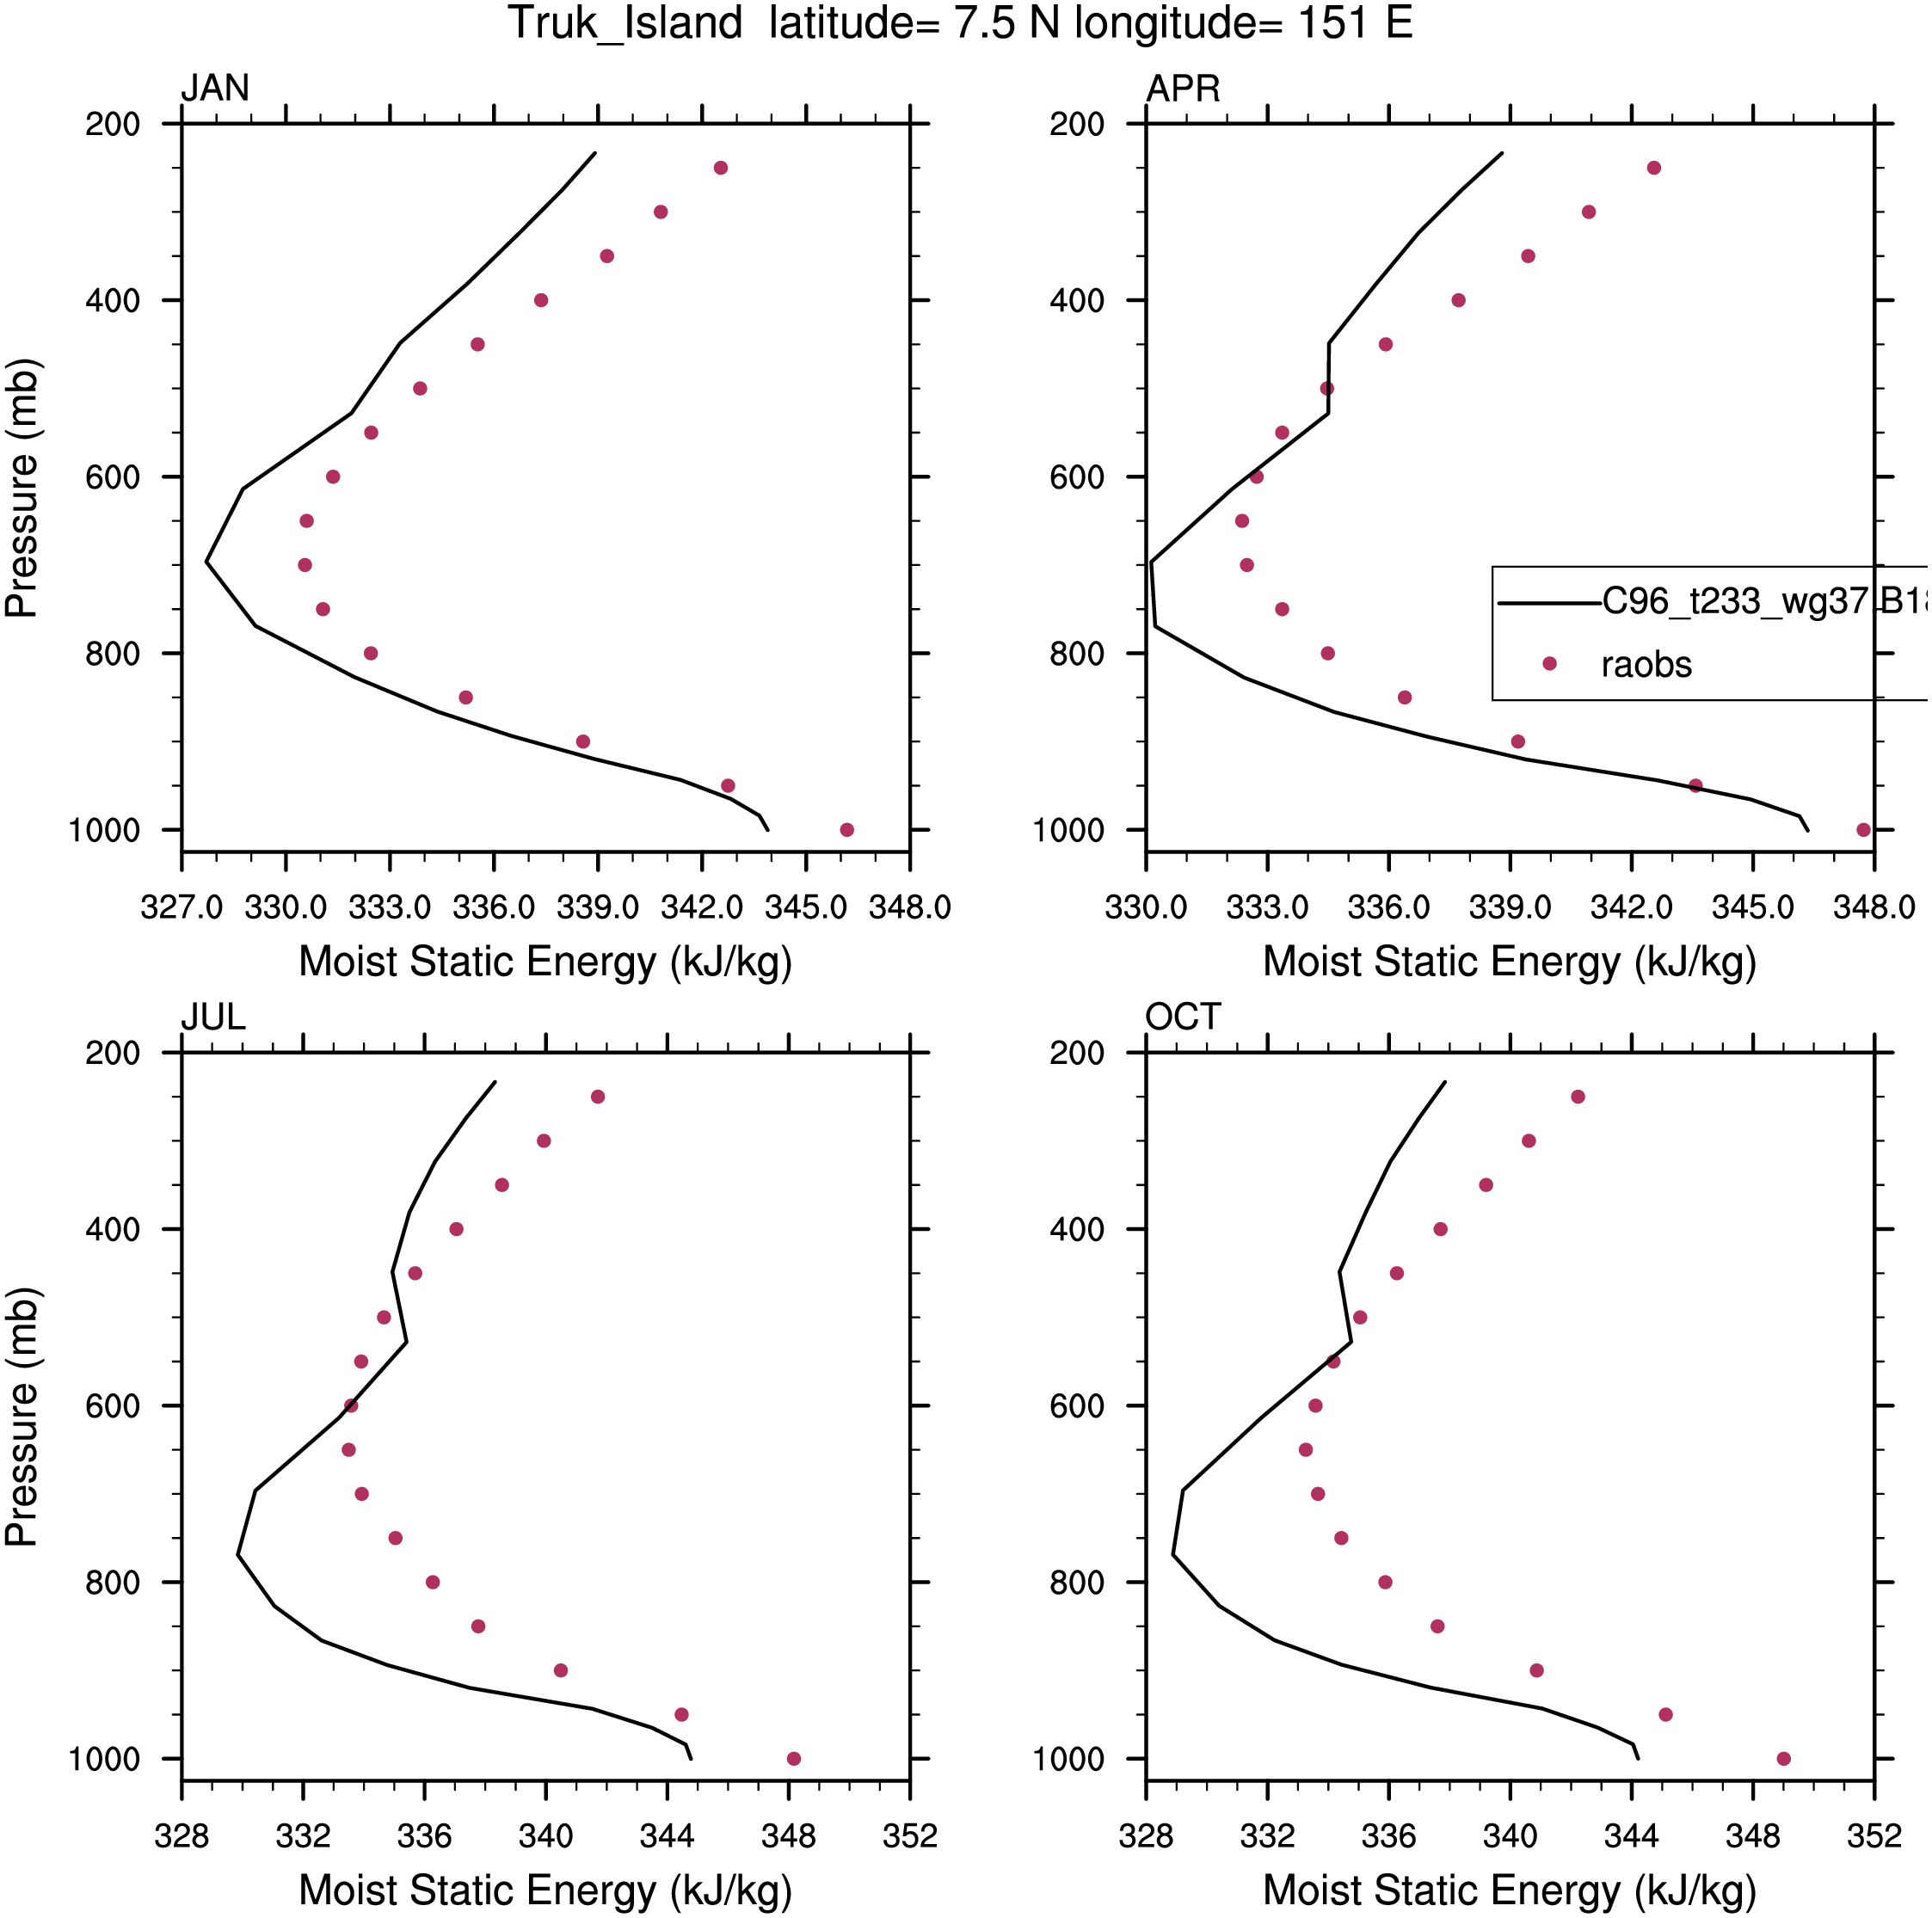 Truk_Island latitude= 7.5 N longitude= 151 E
JAN
200
400
600
800
1000
Pressure (mb)
327.0 330.0 333.0 336.0 339.0 342.0 345.0 348.0
Moist Static Energy (kJ/kg)
APR
200
400
600
800
1000
C96_t233_wg37.B18
raobs
330.0 333.0 336.0 339.0 342.0 345.0 348.0
Moist Static Energy (kJ/kg)
JUL
200
400
600
800
1000
Pressure (mb)
328 332 336 340 344 348 352
Moist Static Energy (kJ/kg)
OCT
200
400
600
800
1000
328 332 336 340 344 348 352
Moist Static Energy (kJ/kg)